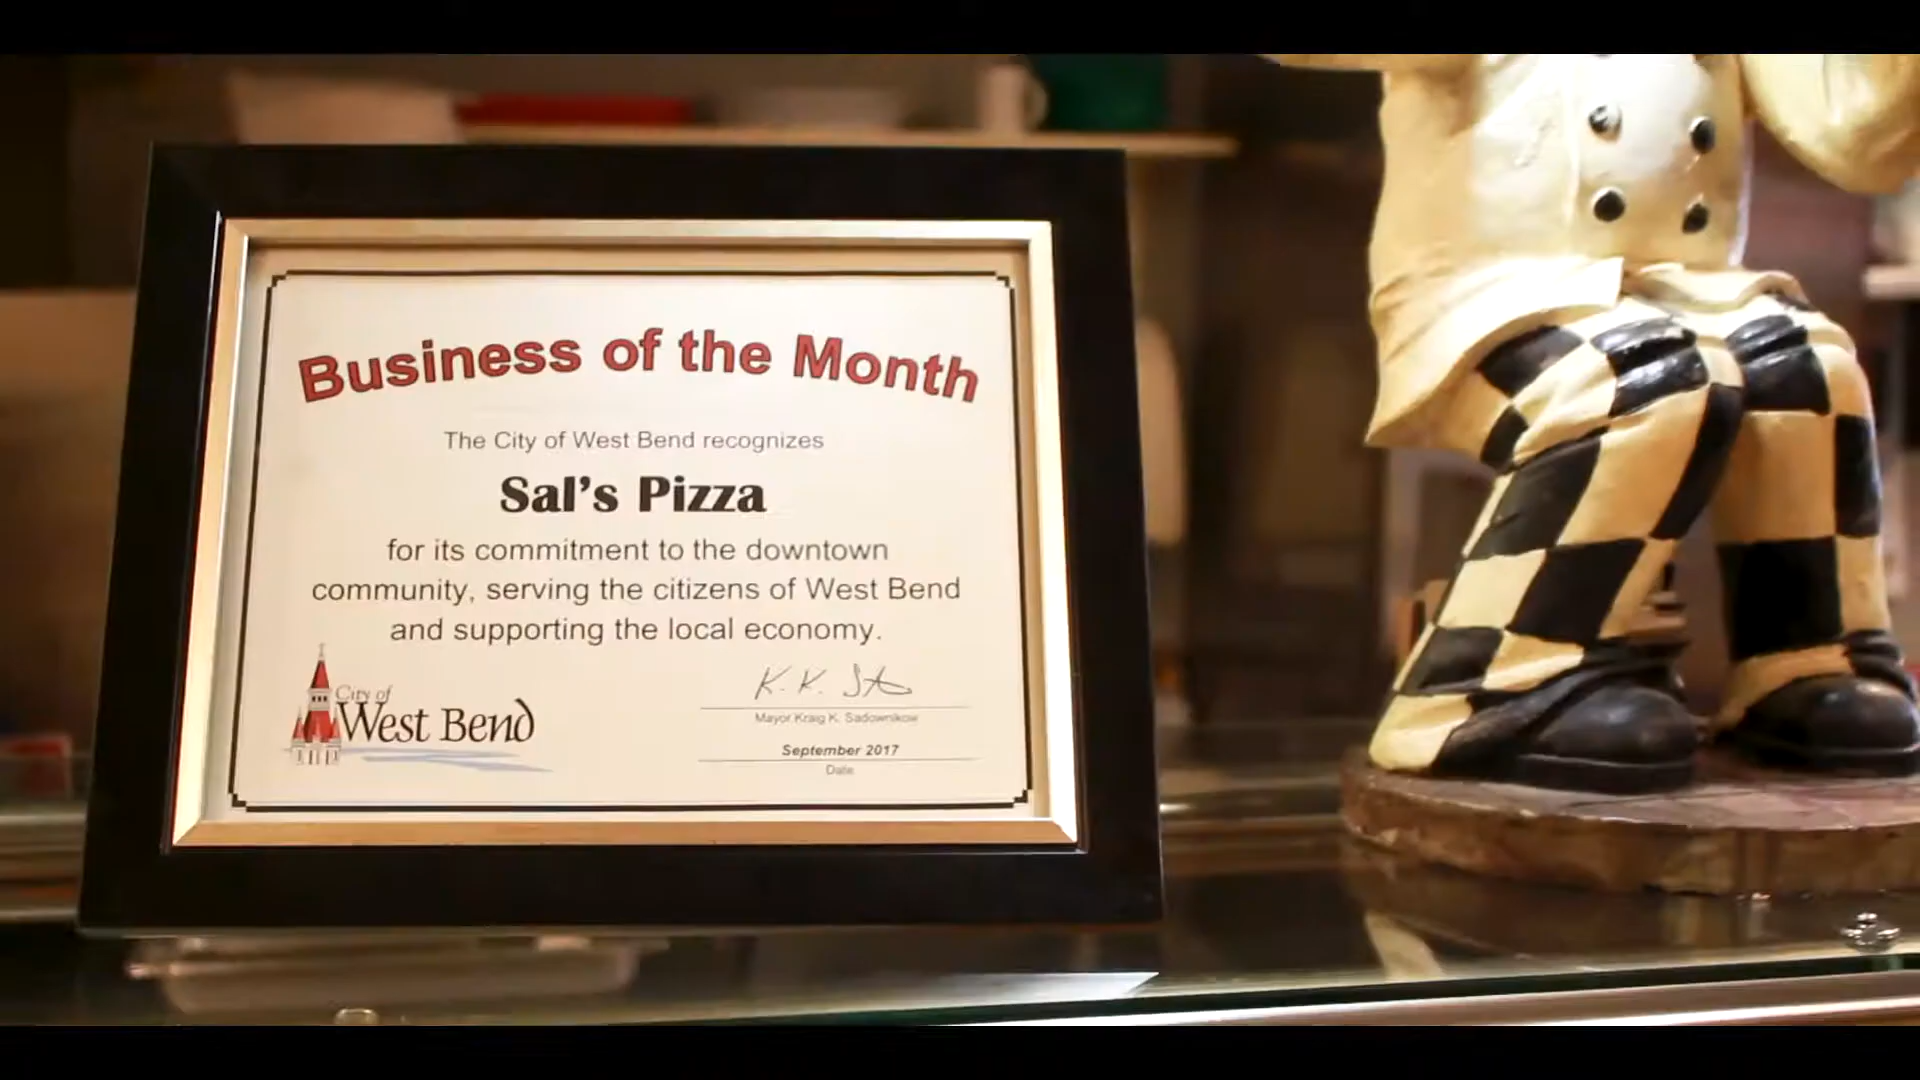 Business of the Month
The City of West Bend recognizes
Sal's Pizza
for its commitment to the downtown
community, serving the citizens of West Bend
and supporting the local economy.
City of
West Bend
K. K. S
Mayor Kraig K. Sadownikow
September 2017
Date